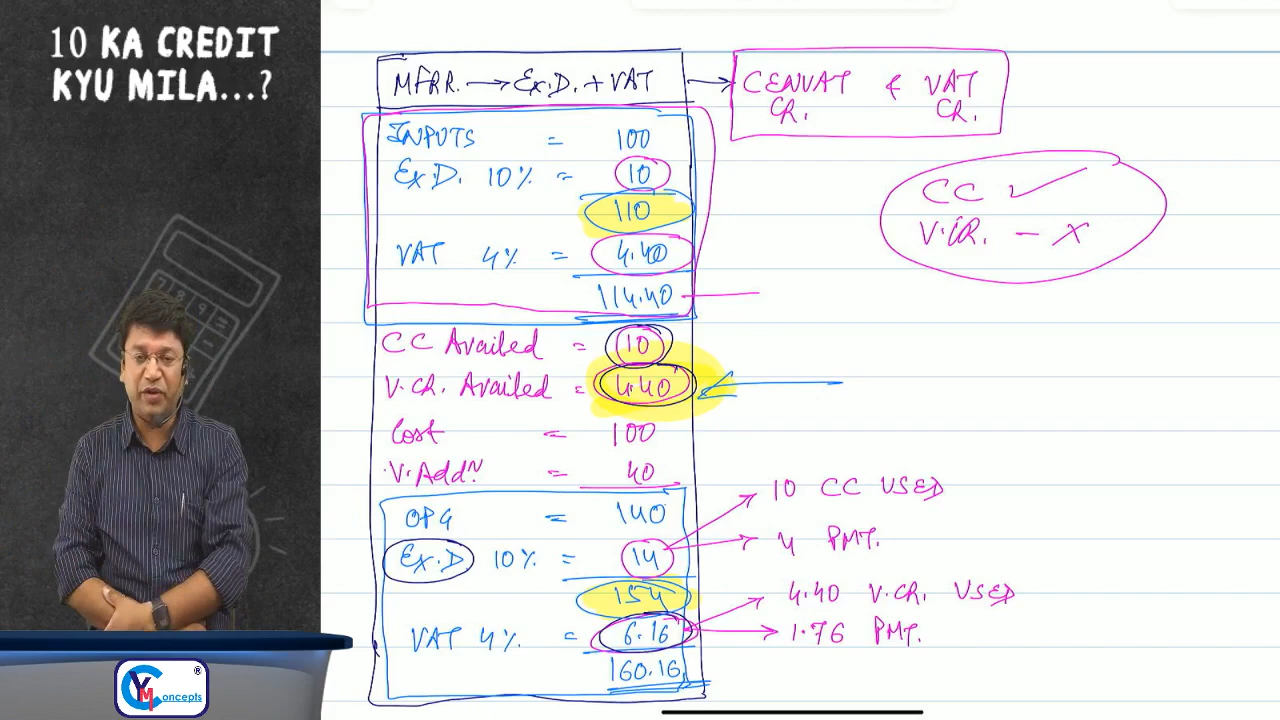 10 KA CREDIT
KYU MILA...?
MFRR. → Ex.D. + VAT → CENVAT & VAT
CR. CR.
INPUTS = 100
Ex.D. 10% = 10
110
VAT 4% = 4.40
114.40
CC ✓
V.CR. - X
CC Availed = 10
V.CR. Availed = 4.40
Cost = 100
V.Addn. = 40
OPG = 140
Ex.D 10% = 14
154
VAT 4% = 6.16
160.16
10 CC USED
4 PMT.
4.40 V.CR. USED
1.76 PMT.
CYM oncepts ®